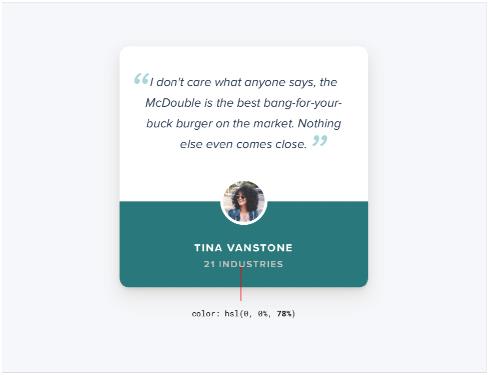 “I don't care what anyone says, the
McDouble is the best bang-for-your-
buck burger on the market. Nothing
else even comes close. ”
TINA VANSTONE
21 INDUSTRIES
color: hsl(0, 0%, 78%)